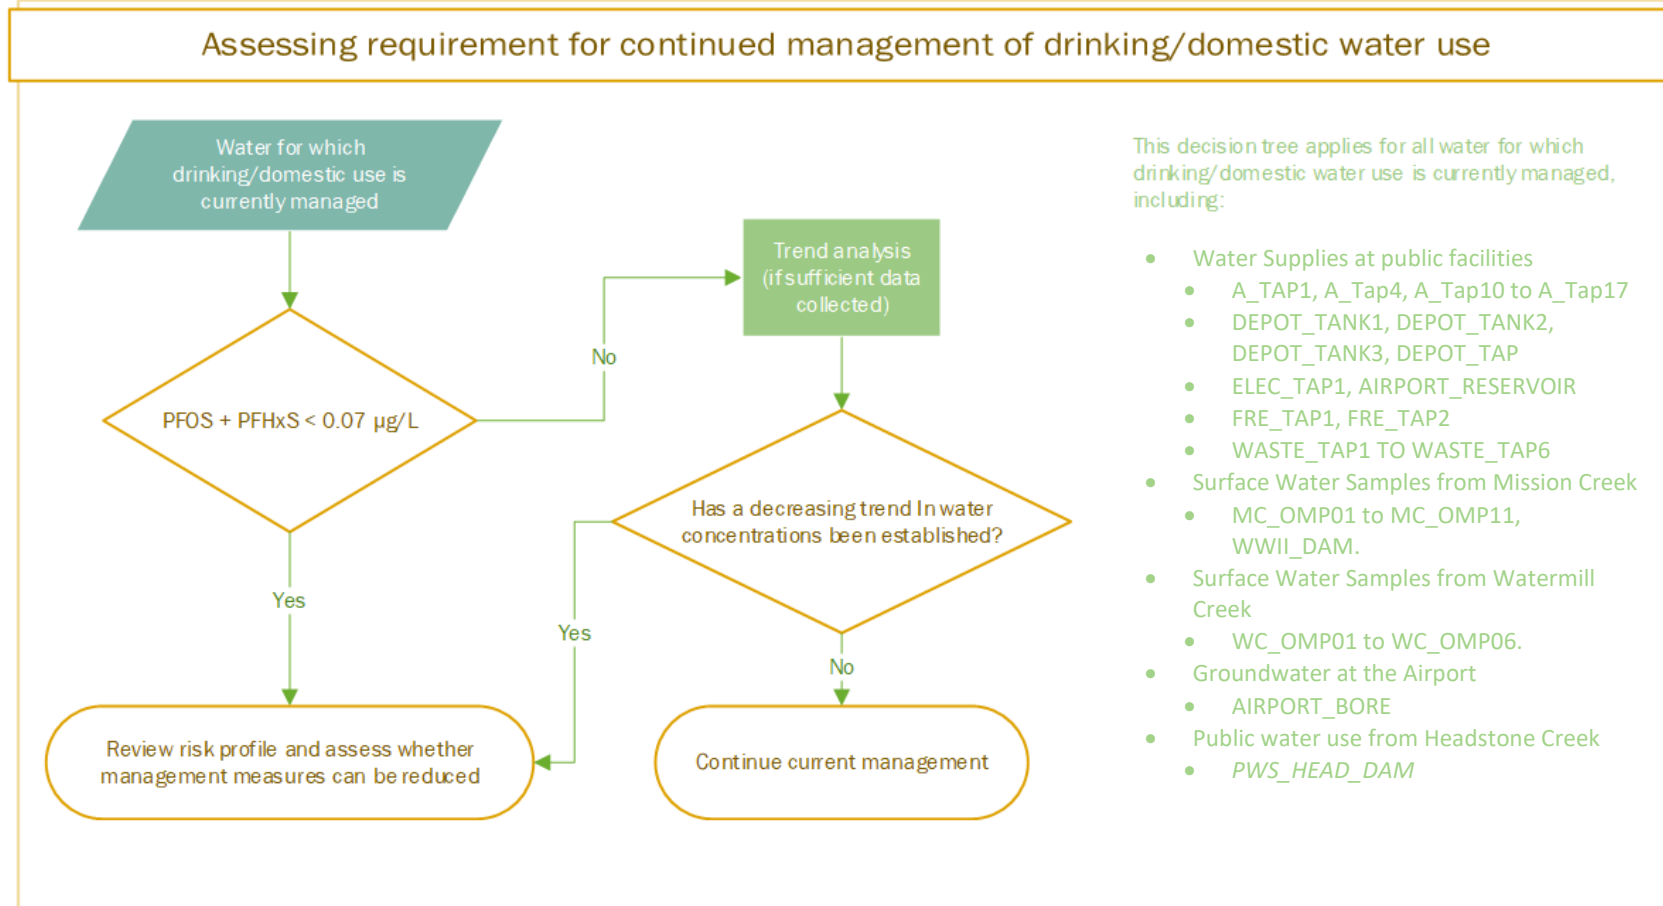 Assessing requirement for continued management of drinking/domestic water use
Water for which
drinking/domestic use is
currently managed
PFOS + PFHxS < 0.07 µg/L
Yes
No
Trend analysis
(if sufficient data
collected)
Has a decreasing trend In water
concentrations been established?
Yes
No
Review risk profile and assess whether
management measures can be reduced
Continue current management
This decision tree applies for all water for which
drinking/domestic water use is currently managed,
including:
• Water Supplies at public facilities
• A_TAP1, A_Tap4, A_Tap10 to A_Tap17
• DEPOT_TANK1, DEPOT_TANK2,
DEPOT_TANK3, DEPOT_TAP
• ELEC_TAP1, AIRPORT_RESERVOIR
• FRE_TAP1, FRE_TAP2
• WASTE_TAP1 TO WASTE_TAP6
• Surface Water Samples from Mission Creek
• MC_OMP01 to MC_OMP11,
WWII_DAM.
• Surface Water Samples from Watermill
Creek
• WC_OMP01 to WC_OMP06.
• Groundwater at the Airport
• AIRPORT_BORE
• Public water use from Headstone Creek
• PWS_HEAD_DAM